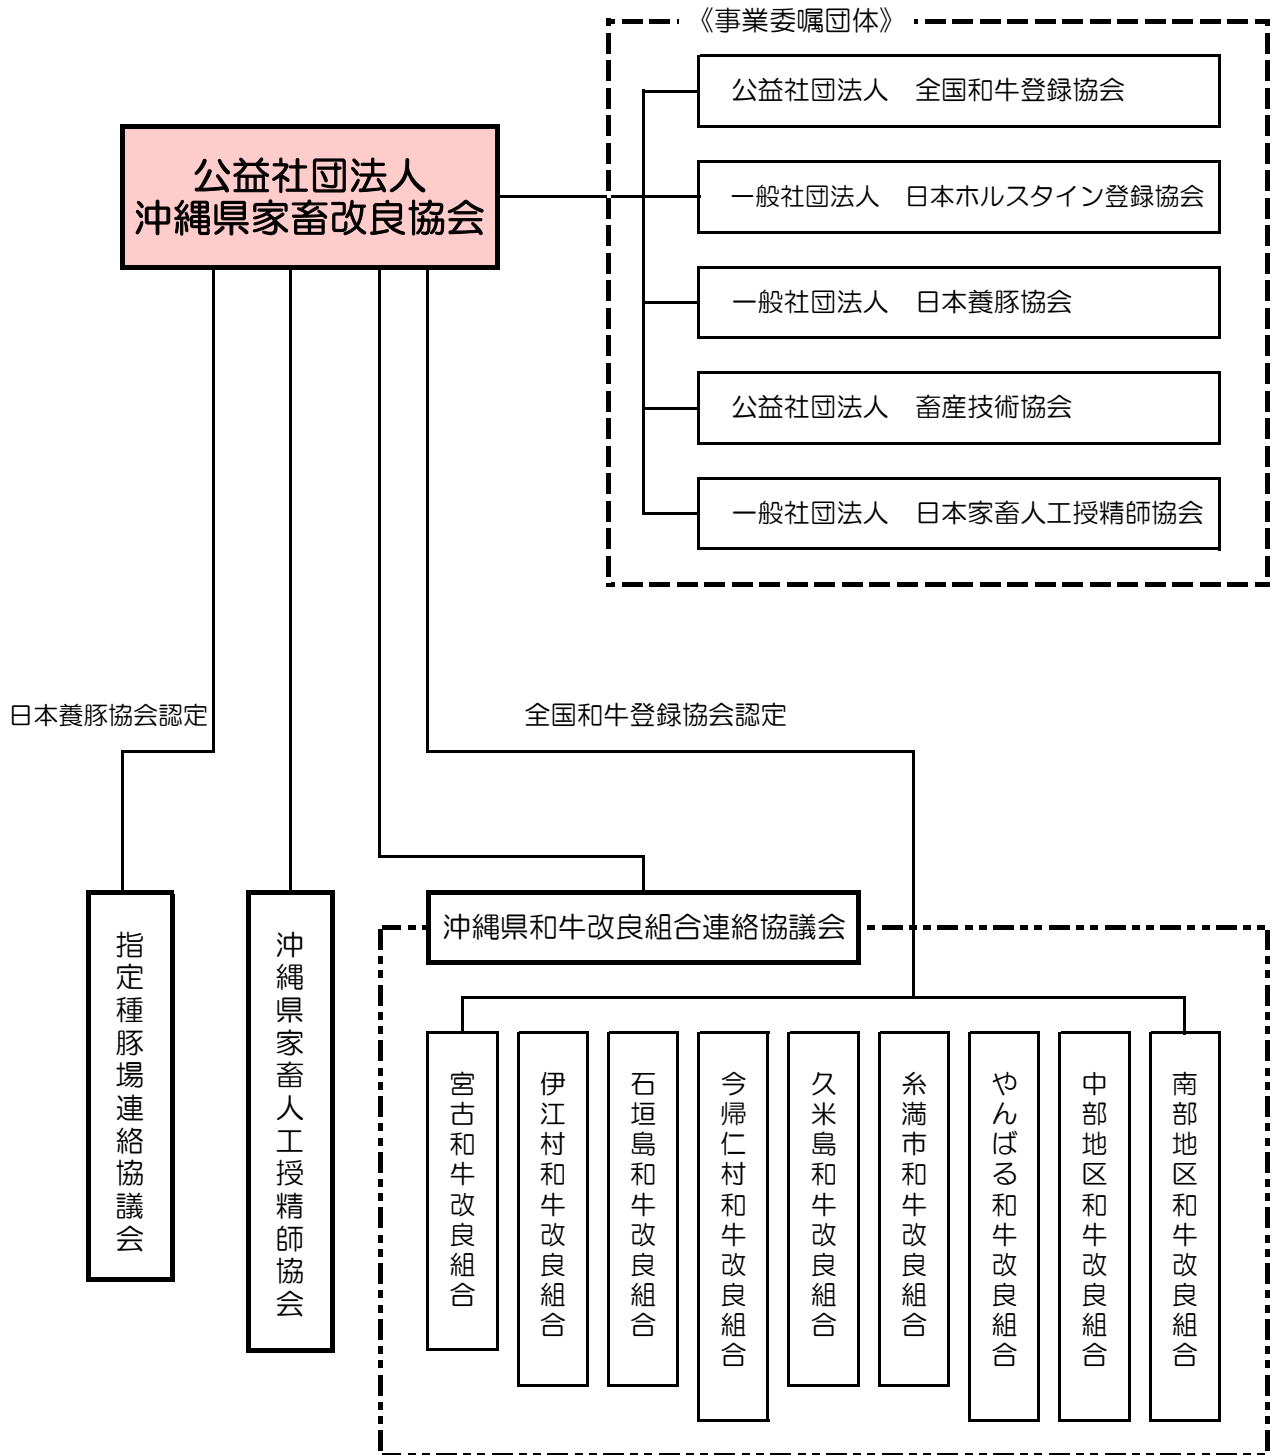 《事業委嘱団体》
公益社団法人　全国和牛登録協会
公益社団法人
沖縄県家畜改良協会
一般社団法人　日本ホルスタイン登録協会
一般社団法人　日本養豚協会
公益社団法人　畜産技術協会
一般社団法人　日本家畜人工授精師協会
日本養豚協会認定
全国和牛登録協会認定
指定種豚場連絡協議会
沖縄県家畜人工授精師協会
沖縄県和牛改良組合連絡協議会
宮古和牛改良組合
伊江村和牛改良組合
石垣島和牛改良組合
今帰仁村和牛改良組合
久米島和牛改良組合
糸満市和牛改良組合
やんばる和牛改良組合
中部地区和牛改良組合
南部地区和牛改良組合